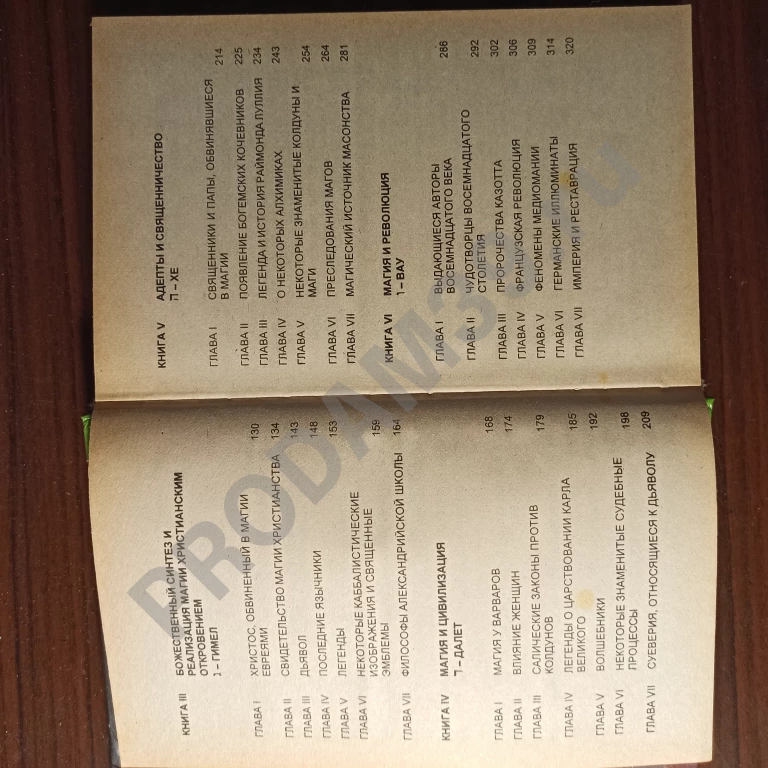 КНИГА III БОЖЕСТВЕННЫЙ СИНТЕЗ И
РЕАЛИЗАЦИЯ МАГИИ ХРИСТИАНСКИМ
ОТКРОВЕНИЕМ
ג – ГИМЕЛ
ГЛАВА I ХРИСТОС, ОБВИНЕННЫЙ В МАГИИ
ЕВРЕЯМИ 130
ГЛАВА II СВИДЕТЕЛЬСТВО МАГИИ ХРИСТИАНСТВА 134
ГЛАВА III ДЬЯВОЛ 143
ГЛАВА IV ПОСЛЕДНИЕ ЯЗЫЧНИКИ 148
ГЛАВА V ЛЕГЕНДЫ 153
ГЛАВА VI НЕКОТОРЫЕ КАББАЛИСТИЧЕСКИЕ
ИЗОБРАЖЕНИЯ И СВЯЩЕННЫЕ
ЭМБЛЕМЫ 159
ГЛАВА VII ФИЛОСОФЫ АЛЕКСАНДРИЙСКОЙ ШКОЛЫ 164
КНИГА IV МАГИЯ И ЦИВИЛИЗАЦИЯ
ד – ДАЛЕТ
ГЛАВА I МАГИЯ У ВАРВАРОВ 168
ГЛАВА II ВЛИЯНИЕ ЖЕНЩИН 174
ГЛАВА III САЛИЧЕСКИЕ ЗАКОНЫ ПРОТИВ
КОЛДУНОВ 179
ГЛАВА IV ЛЕГЕНДЫ О ЦАРСТВОВАНИИ КАРЛА
ВЕЛИКОГО 185
ГЛАВА V ВОЛШЕБНИКИ 192
ГЛАВА VI НЕКОТОРЫЕ ЗНАМЕНИТЫЕ СУДЕБНЫЕ
ПРОЦЕССЫ 198
ГЛАВА VII СУЕВЕРИЯ, ОТНОСЯЩИЕСЯ К ДЬЯВОЛУ 209
КНИГА V АДЕПТЫ И СВЯЩЕННИЧЕСТВО
ה – ХЕ
ГЛАВА I СВЯЩЕННИКИ И ПАПЫ, ОБВИНЯВШИЕСЯ
В МАГИИ 214
ГЛАВА II ПОЯВЛЕНИЕ БОГЕМСКИХ КОЧЕВНИКОВ 225
ГЛАВА III ЛЕГЕНДА И ИСТОРИЯ РАЙМОНДА ЛУЛЛИЯ 234
ГЛАВА IV О НЕКОТОРЫХ АЛХИМИКАХ 243
ГЛАВА V НЕКОТОРЫЕ ЗНАМЕНИТЫЕ КОЛДУНЫ И
МАГИ 254
ГЛАВА VI ПРЕСЛЕДОВАНИЯ МАГОВ 264
ГЛАВА VII МАГИЧЕСКИЙ ИСТОЧНИК МАСОНСТВА 281
КНИГА VI МАГИЯ И РЕВОЛЮЦИЯ
ו – ВАУ
ГЛАВА I ВЫДАЮЩИЕСЯ АВТОРЫ
ВОСЕМНАДЦАТОГО ВЕКА 286
ГЛАВА II ЧУДОТВОРЦЫ ВОСЕМНАДЦАТОГО
СТОЛЕТИЯ 292
ГЛАВА III ПРОРОЧЕСТВА КАЗОТТА 302
ГЛАВА IV ФРАНЦУЗСКАЯ РЕВОЛЮЦИЯ 306
ГЛАВА V ФЕНОМЕНЫ МЕДИОМАНИИ 309
ГЛАВА VI ГЕРМАНСКИЕ ИЛЛЮМИНАТЫ 314
ГЛАВА VII ИМПЕРИЯ И РЕСТАВРАЦИЯ 320